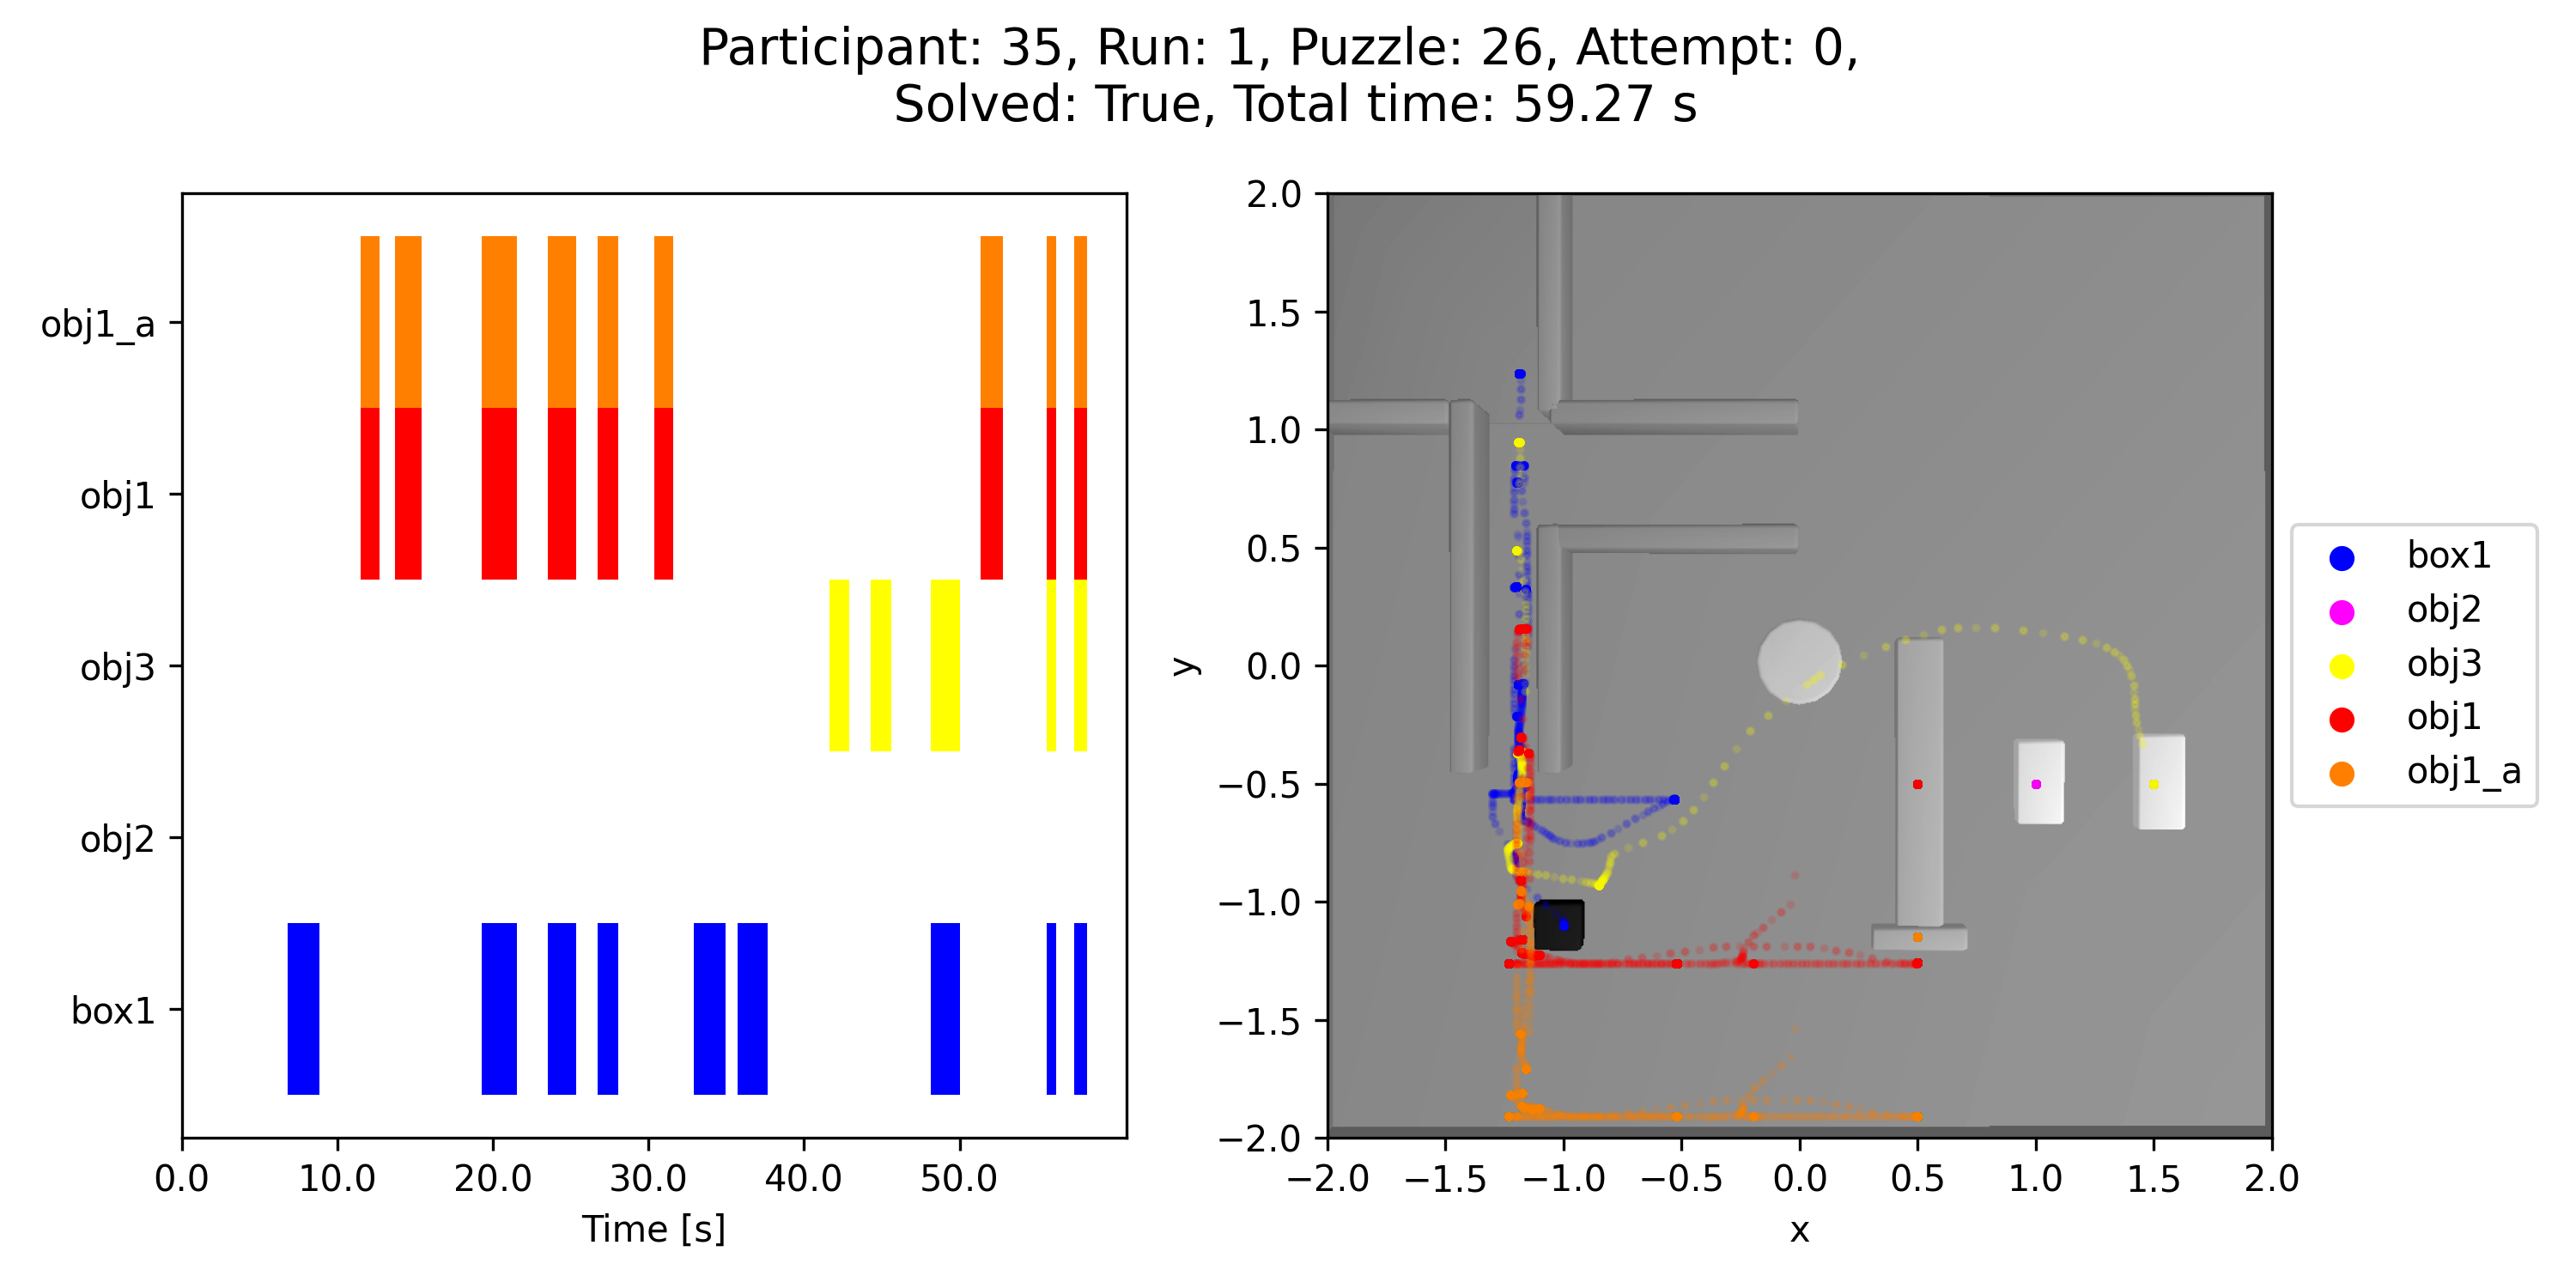 Participant: 35, Run: 1, Puzzle: 26, Attempt: 0,
Solved: True, Total time: 59.27 s
obj1_a
obj1
obj3
obj2
box1
0.0 10.0 20.0 30.0 40.0 50.0
Time [s]
2.0
1.5
1.0
0.5
0.0
−0.5
−1.0
−1.5
−2.0
y
−2.0 −1.5 −1.0 −0.5 0.0 0.5 1.0 1.5 2.0
x
box1
obj2
obj3
obj1
obj1_a